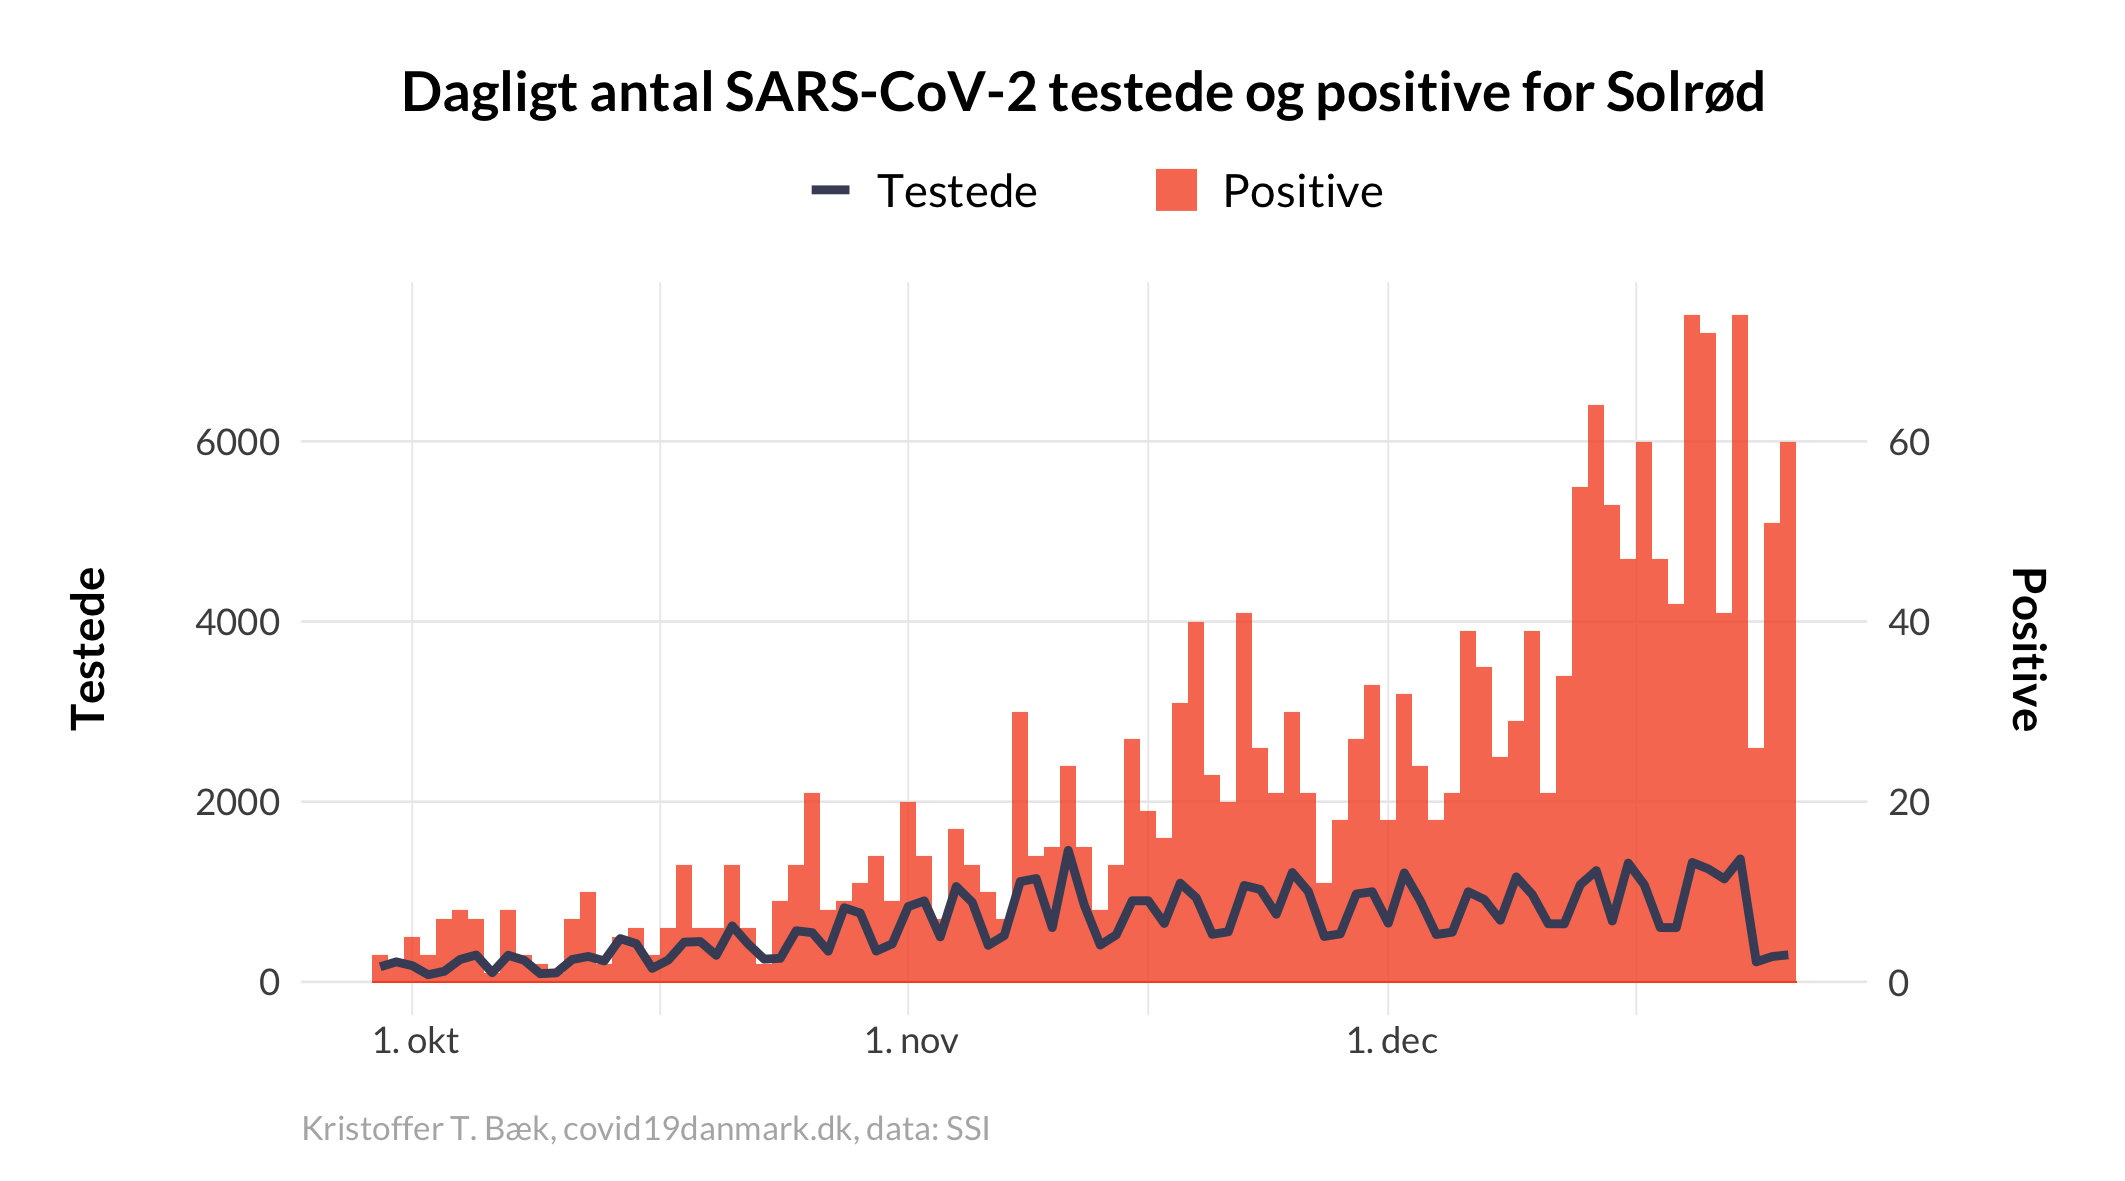 Dagligt antal SARS-CoV-2 testede og positive for Solrød
Testede
Positive
6000
4000
2000
0
60
40
20
0
Testede
Positive
1. okt
1. nov
1. dec
Kristoffer T. Bæk, covid19danmark.dk, data: SSI